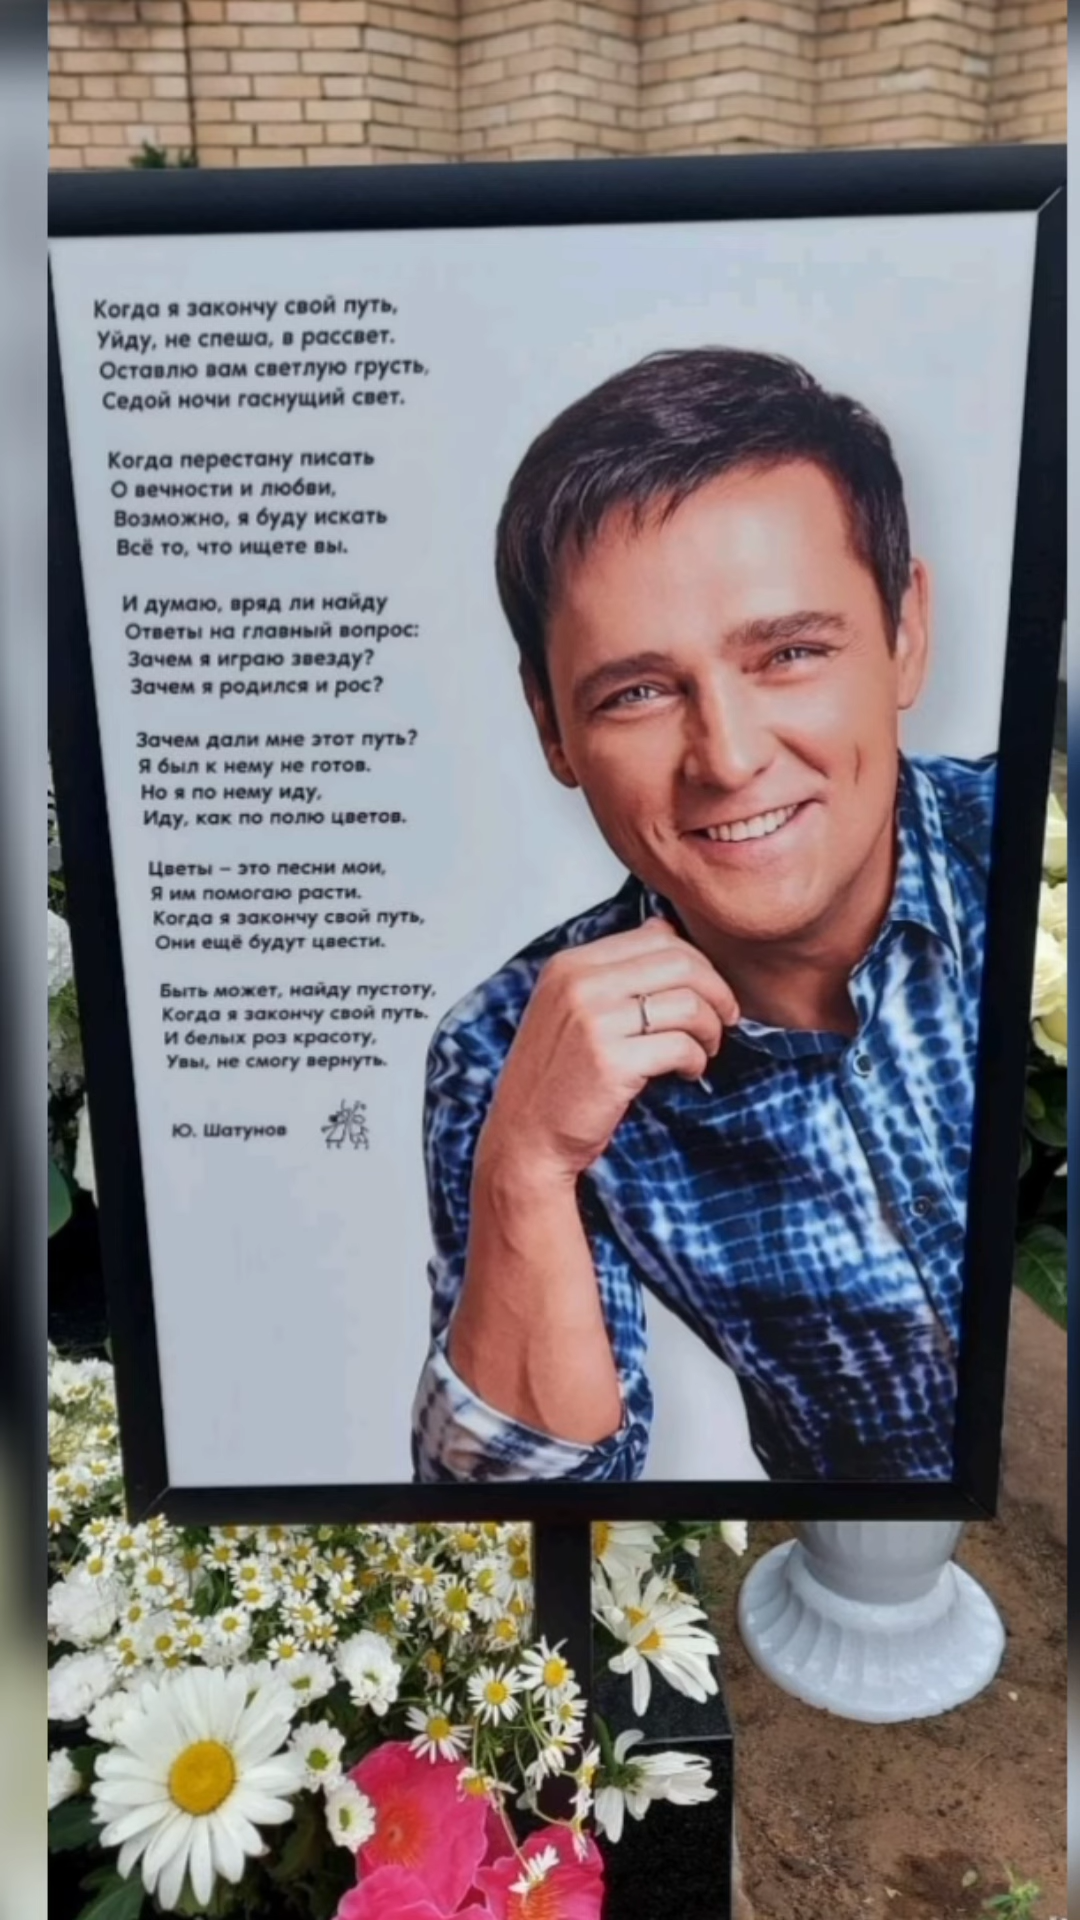 Когда я закончу свой путь,
Уйду, не спеша, в рассвет.
Оставлю вам светлую грусть,
Седой ночи гаснущий свет.
Когда перестану писать
О вечности и любви,
Возможно, я буду искать
Всё то, что ищете вы.
И думаю, вряд ли найду
Ответы на главный вопрос:
Зачем я играю звезду?
Зачем я родился и рос?
Зачем дали мне этот путь?
Я был к нему не готов.
Но я по нему иду,
Иду, как по полю цветов.
Цветы – это песни мои,
Я им помогаю расти.
Когда я закончу свой путь,
Они ещё будут цвести.
Быть может, найду пустоту,
Когда я закончу свой путь.
И белых роз красоту,
Увы, не смогу вернуть.
Ю. Шатунов